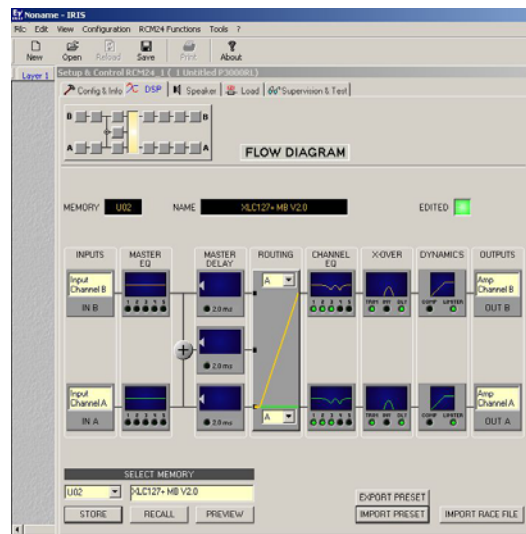 Noname - IRIS
File Edit View Configuration RCM24 Functions Tools ?
New Open Reload Save Print About
Layer 1
Setup & Control RCM24_1 ( 1 Untitled P3000RL)
Config & Info DSP Speaker Load Supervision & Test
B B
A A
FLOW DIAGRAM
MEMORY U02 NAME XLC127+ MB V2.0 EDITED
INPUTS MASTER EQ MASTER DELAY ROUTING CHANNEL EQ X-OVER DYNAMICS OUTPUTS
Input Channel B A Amp Channel B
1 2 3 4 5 1 2 3 4 5 TRIM INV DLY COMP LIMITER
IN B 2.0 ms OUT B
+
2.0 ms
Input Channel A Amp Channel A
1 2 3 4 5 A 1 2 3 4 5 TRIM INV DLY COMP LIMITER
IN A 2.0 ms OUT A
SELECT MEMORY
U02 XLC127+ MB V2.0
EXPORT PRESET
STORE RECALL PREVIEW IMPORT PRESET IMPORT RACE FILE